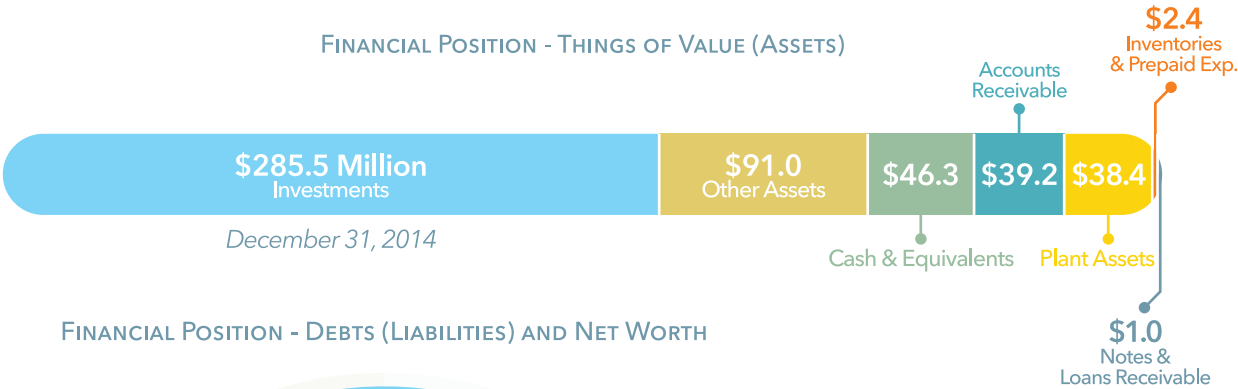 FINANCIAL POSITION - THINGS OF VALUE (ASSETS)
$2.4
Inventories
& Prepaid Exp.
Accounts
Receivable
$285.5 Million
Investments
$91.0
Other Assets
$46.3
$39.2
$38.4
December 31, 2014
Cash & Equivalents
Plant Assets
FINANCIAL POSITION - DEBTS (LIABILITIES) AND NET WORTH
$1.0
Notes &
Loans Receivable